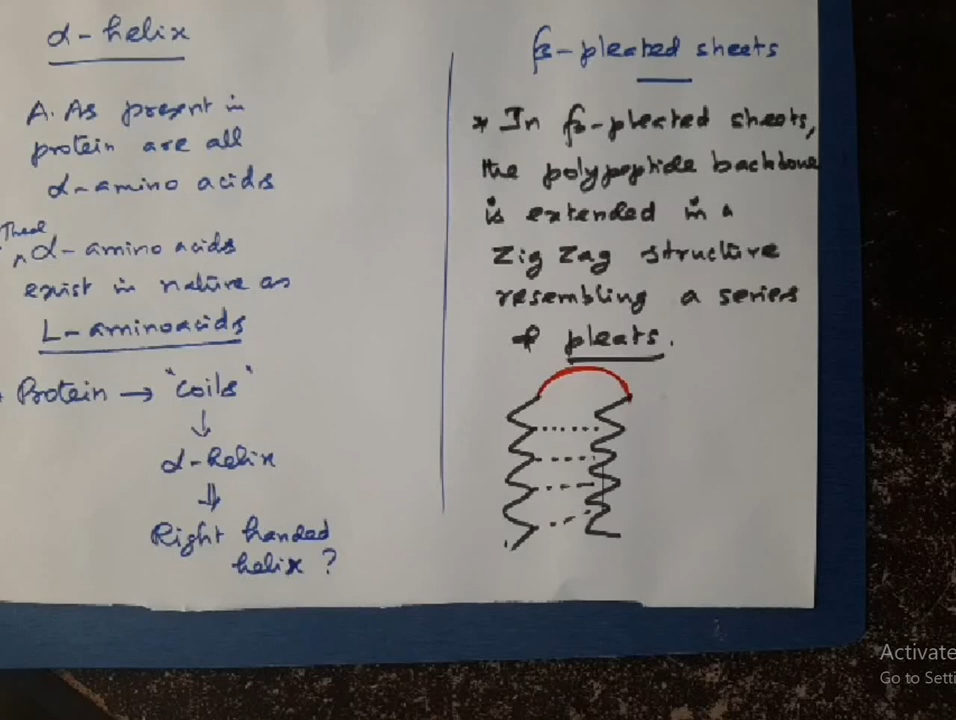 α-helix
A. As present in
protein are all
α-amino acids
These
α-amino acids
exist in nature as
L-aminoacids
Protein → "coils"
↓
α-helix
⇓
Right handed
helix ?
β-pleated sheets
* In β-pleated sheets,
the polypeptide backbone
is extended in a
Zig Zag structure
resembling a series
of pleats.
Activate
Go to Setti